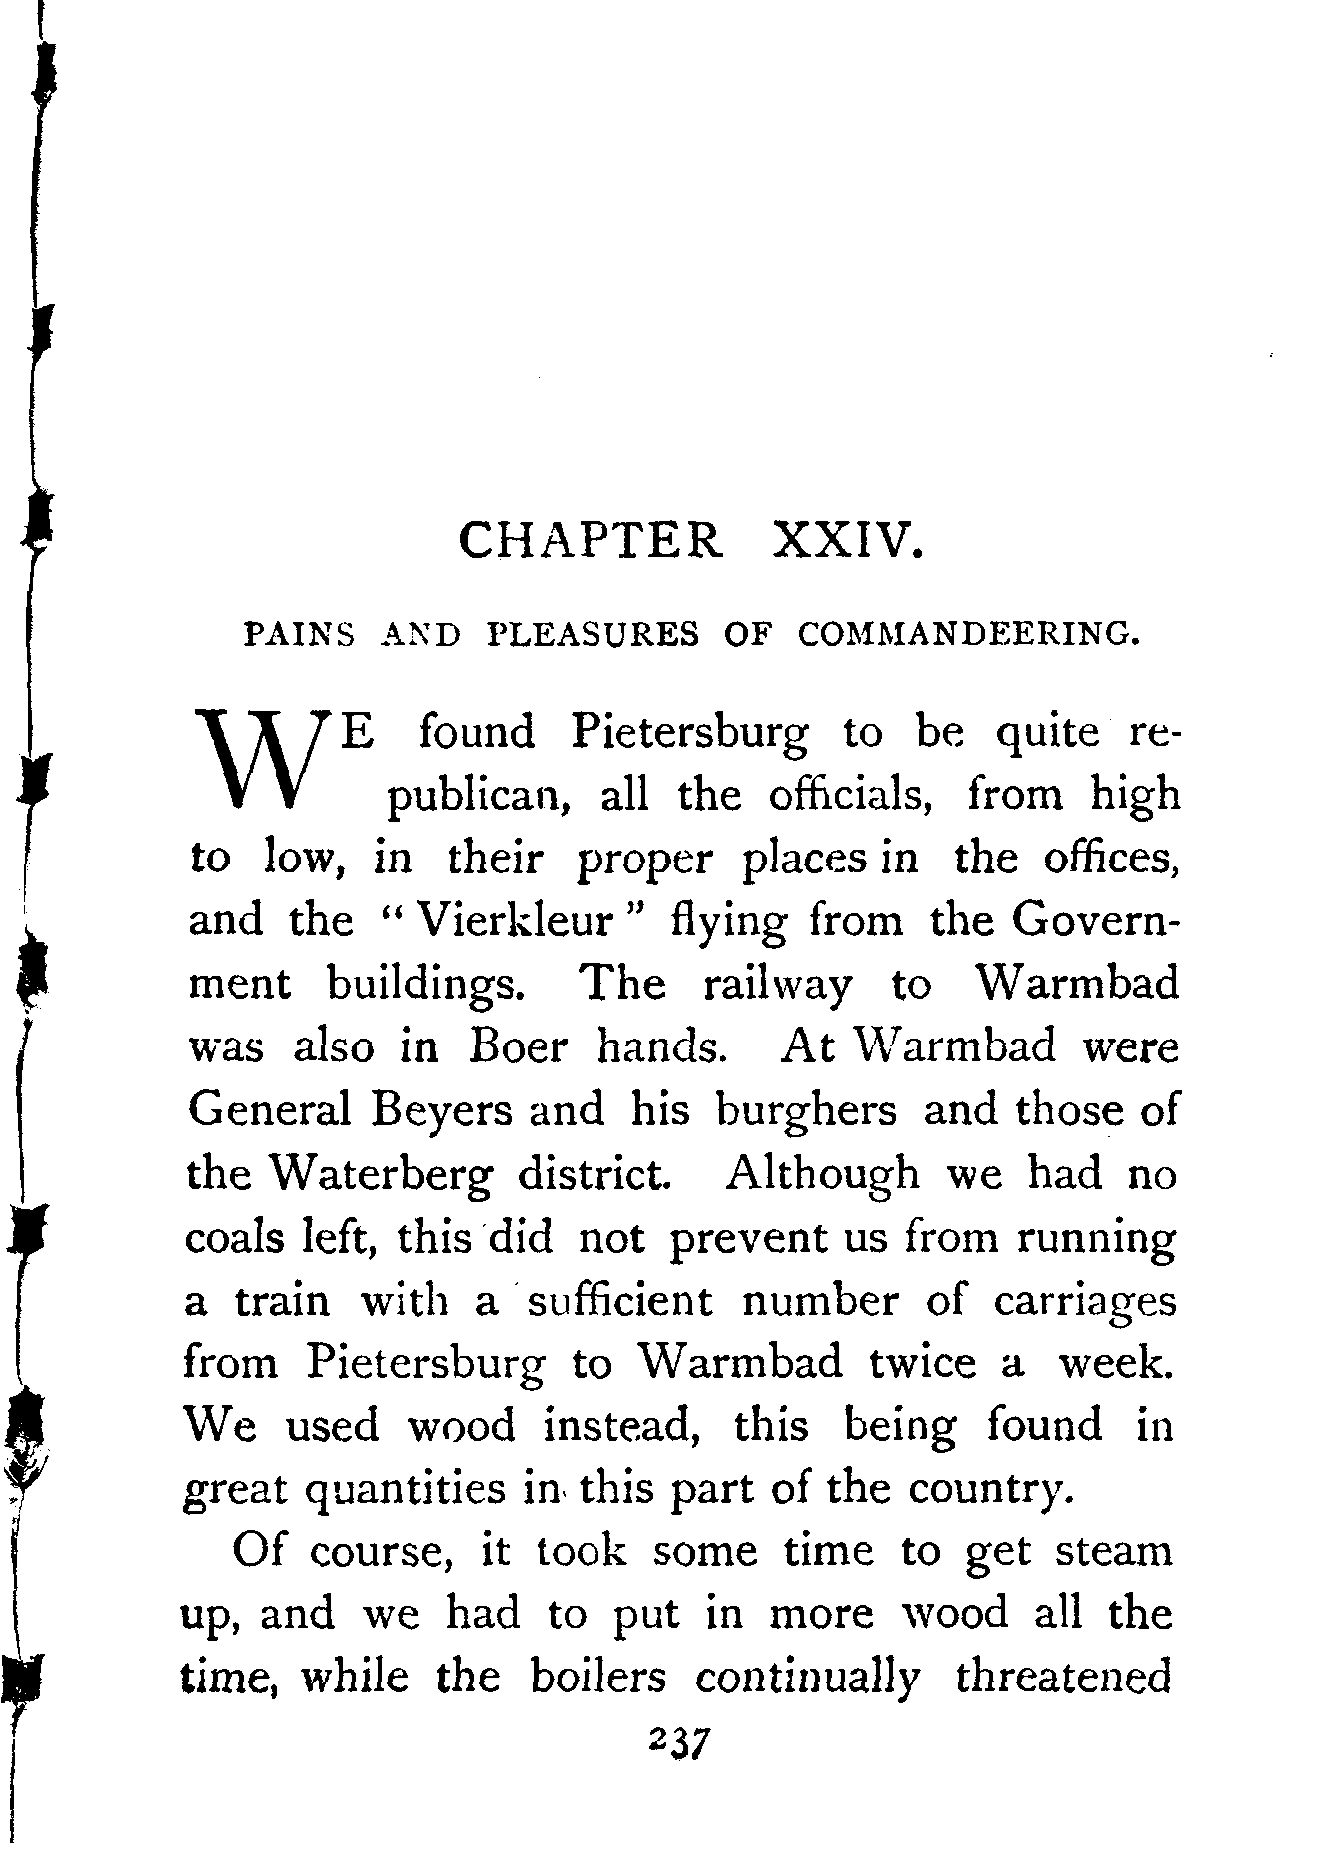 CHAPTER XXIV.
PAINS AND PLEASURES OF COMMANDEERING.
WE found Pietersburg to be quite re-
publican, all the officials, from high
to low, in their proper places in the offices,
and the “ Vierkleur ” flying from the Govern-
ment buildings. The railway to Warmbad
was also in Boer hands. At Warmbad were
General Beyers and his burghers and those of
the Waterberg district. Although we had no
coals left, this did not prevent us from running
a train with a sufficient number of carriages
from Pietersburg to Warmbad twice a week.
We used wood instead, this being found in
great quantities in this part of the country.
Of course, it took some time to get steam
up, and we had to put in more wood all the
time, while the boilers continually threatened
237